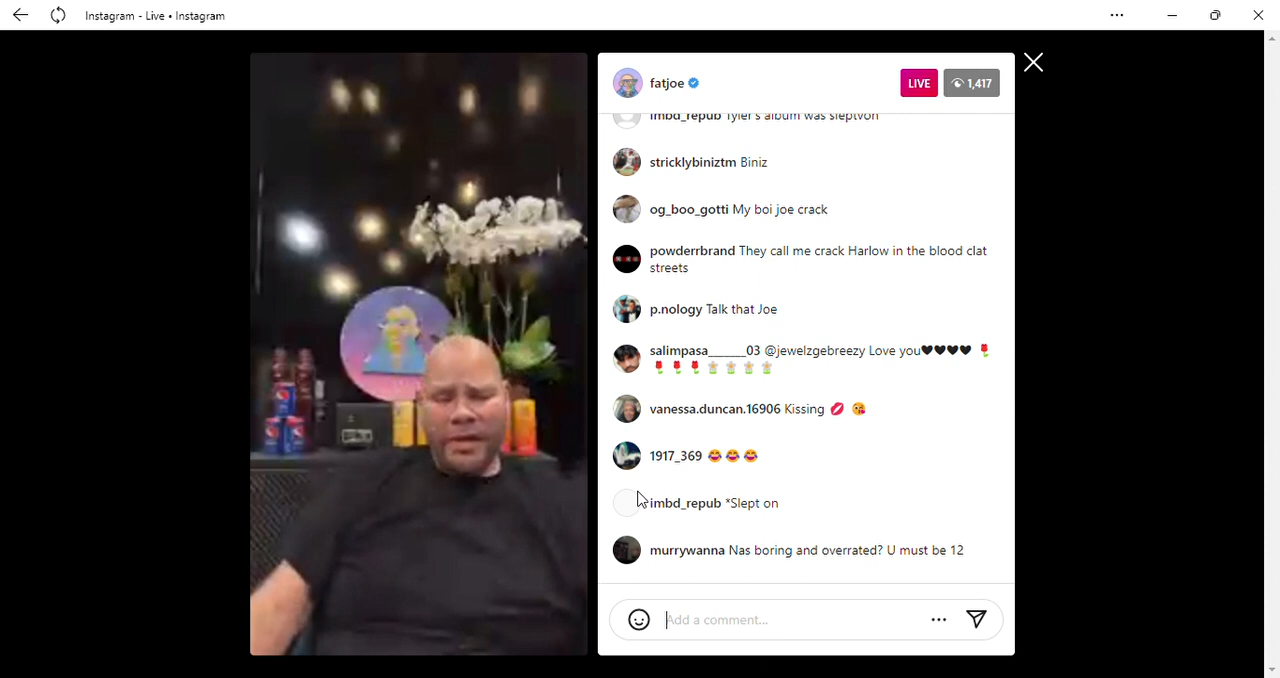 Instagram - Live • Instagram
fatjoe
LIVE
1,417
imbd_repub Tyler's album was sleptvon
stricklybiniztm Biniz
og_boo_gotti My boi joe crack
powderrbrand They call me crack Harlow in the blood clat
streets
p.nology Talk that Joe
salimpasa______03 @jewelzgebreezy Love you🖤🖤🖤🖤 🌹
🌹 🌹 🌹 💐 💐 💐 💐
vanessa.duncan.16906 Kissing 💋 😘
1917_369 😂 😂 😂
imbd_repub *Slept on
murrywanna Nas boring and overrated? U must be 12
Add a comment...